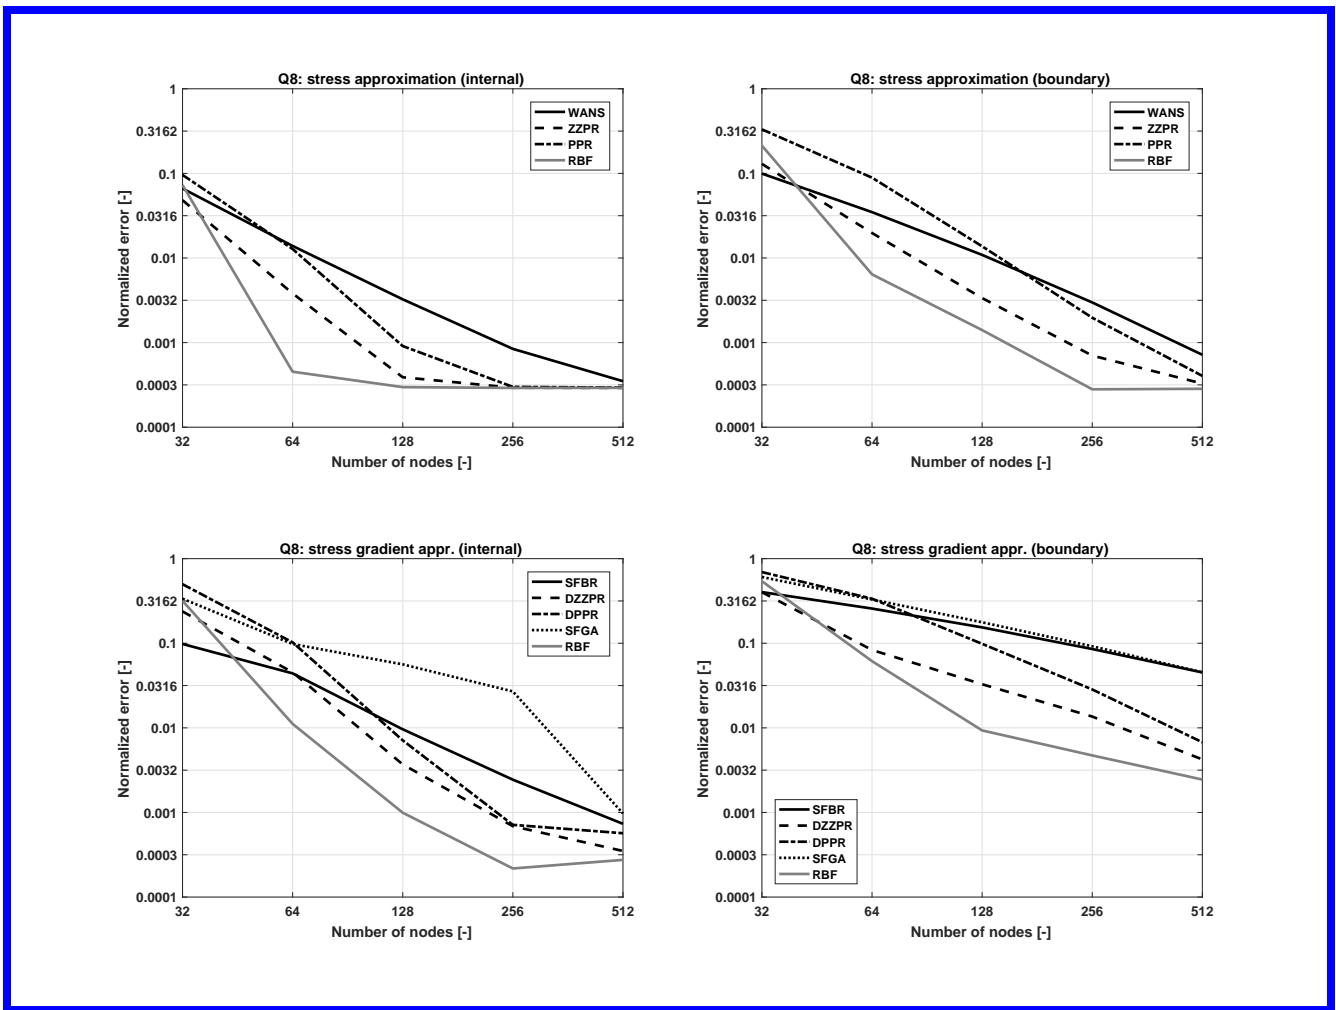 Q8: stress approximation (internal)
1
0.3162
0.1
0.0316
0.01
0.0032
0.001
0.0003
0.0001
Normalized error [-]
WANS
ZZPR
PPR
RBF
32 64 128 256 512
Number of nodes [-]
Q8: stress approximation (boundary)
1
0.3162
0.1
0.0316
0.01
0.0032
0.001
0.0003
0.0001
Normalized error [-]
WANS
ZZPR
PPR
RBF
32 64 128 256 512
Number of nodes [-]
Q8: stress gradient appr. (internal)
1
0.3162
0.1
0.0316
0.01
0.0032
0.001
0.0003
0.0001
Normalized error [-]
SFBR
DZZPR
DPPR
SFGA
RBF
32 64 128 256 512
Number of nodes [-]
Q8: stress gradient appr. (boundary)
1
0.3162
0.1
0.0316
0.01
0.0032
0.001
0.0003
0.0001
Normalized error [-]
SFBR
DZZPR
DPPR
SFGA
RBF
32 64 128 256 512
Number of nodes [-]